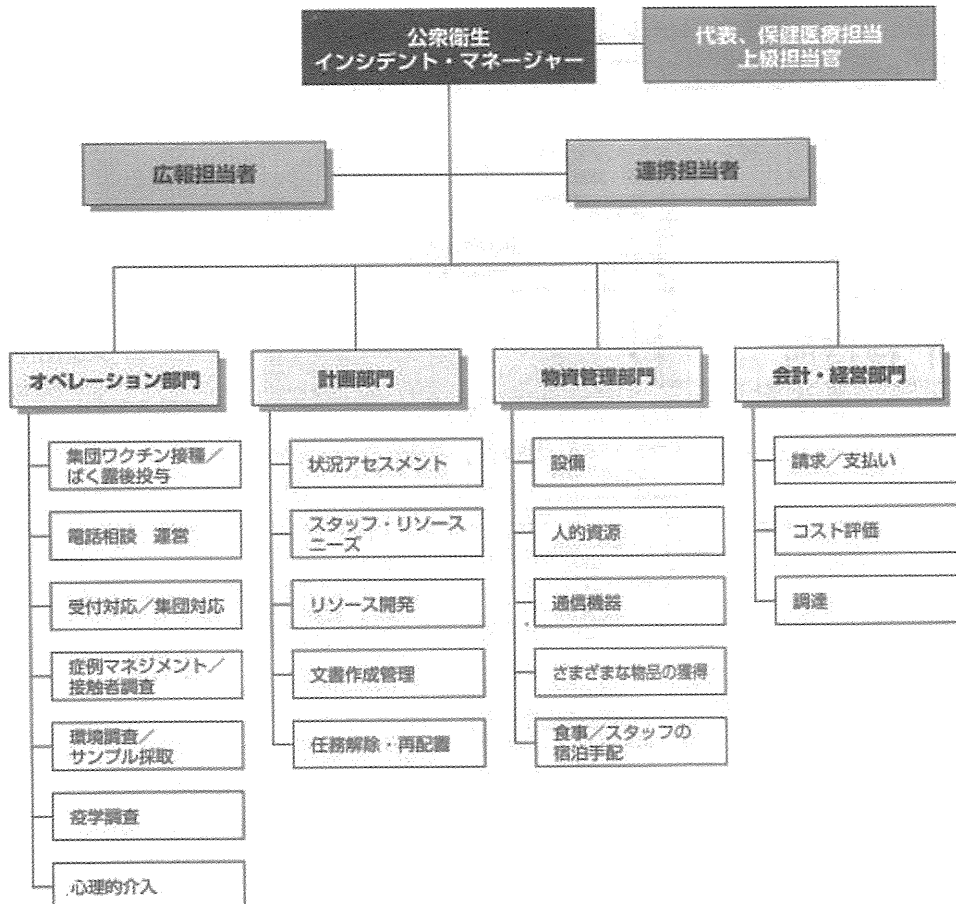 公衆衛生
インシデント・マネージャー
代表、保健医療担当
上級担当官
広報担当者
連携担当者
オペレーション部門
計画部門
物資管理部門
会計・経営部門
集団ワクチン接種／
ばく露後投与
電話相談　運営
受付対応／集団対応
症例マネジメント／
接触者調査
環境調査／
サンプル採取
疫学調査
心理的介入
状況アセスメント
スタッフ・リソース
ニーズ
リソース開発
文書作成管理
任務解除・再配置
設備
人的資源
通信機器
さまざまな物品の獲得
食事／スタッフの
宿泊手配
請求／支払い
コスト評価
調達